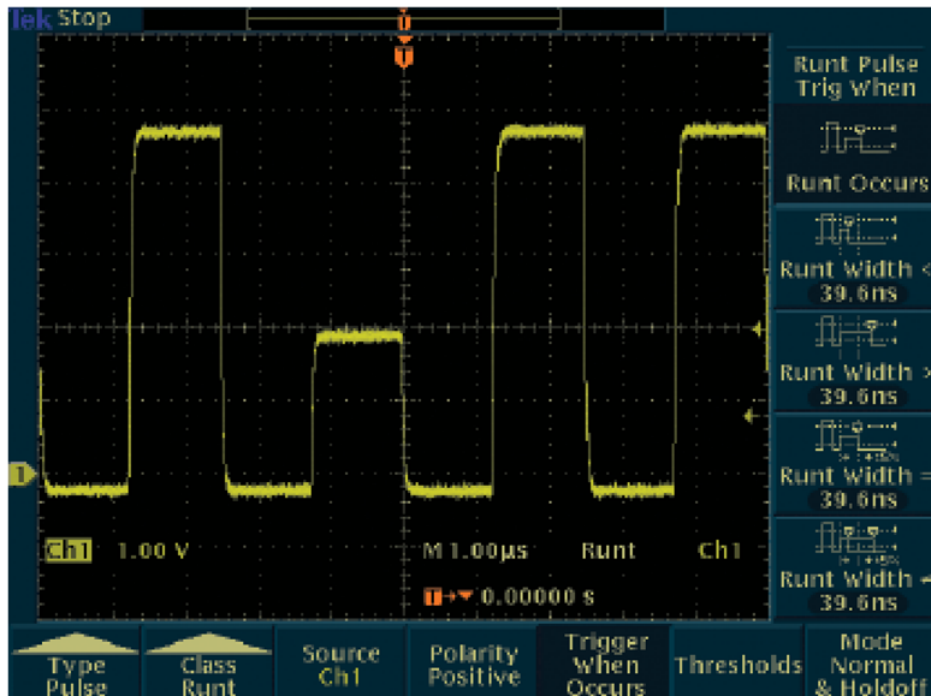 Tek Stop
T
T
Runt Pulse
Trig When
Runt Occurs
Runt Width <
39.6ns
Runt Width >
39.6ns
Runt Width =
39.6ns
Runt Width ≠
39.6ns
1
Ch1 1.00 V M 1.00µs Runt Ch1
T→▼ 0.00000 s
Type
Pulse
Class
Runt
Source
Ch1
Polarity
Positive
Trigger
When
Occurs
Thresholds
Mode
Normal
& Holdoff